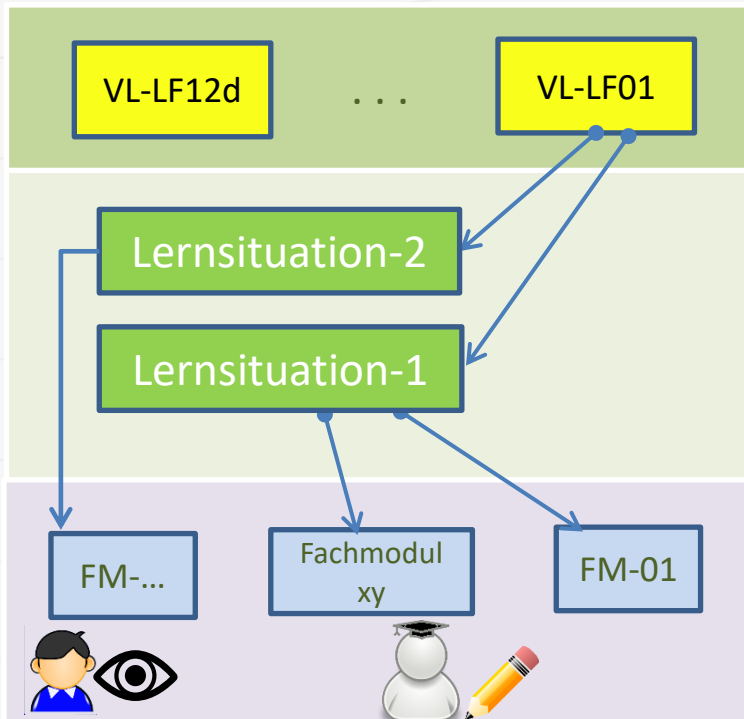 VL-LF12d
. . .
VL-LF01
Lernsituation-2
Lernsituation-1
FM-...
Fachmodul
xy
FM-01